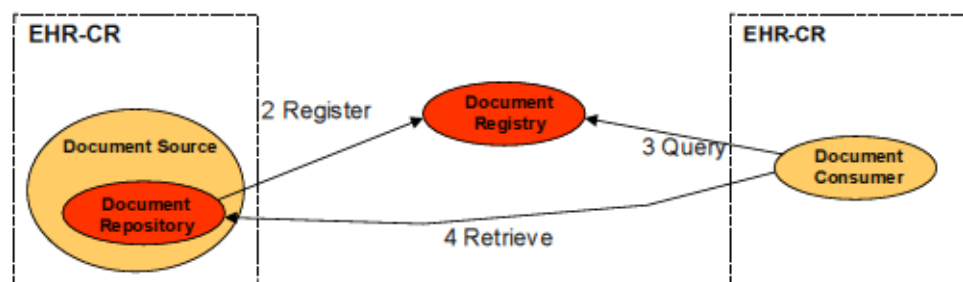 EHR-CR
EHR-CR
2 Register
Document
Registry
Document Source
3 Query
Document
Consumer
Document
Repository
4 Retrieve